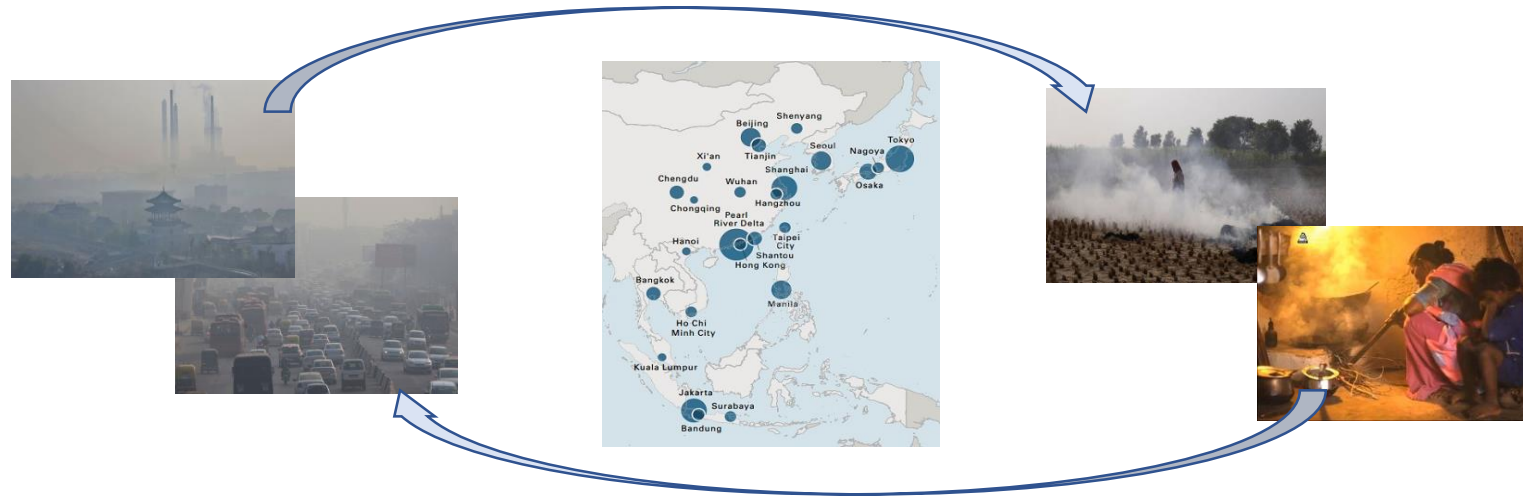 Shenyang
Beijing
Tokyo
Seoul
Nagoya
Tianjin
Xi'an
Shanghai
Chengdu
Wuhan
Osaka
Hangzhou
Chongqing
Pearl
River Delta
Taipei
City
Hanoi
Shantou
Hong Kong
Bangkok
Manila
Ho Chi
Minh City
Kuala Lumpur
Jakarta
Surabaya
Bandung